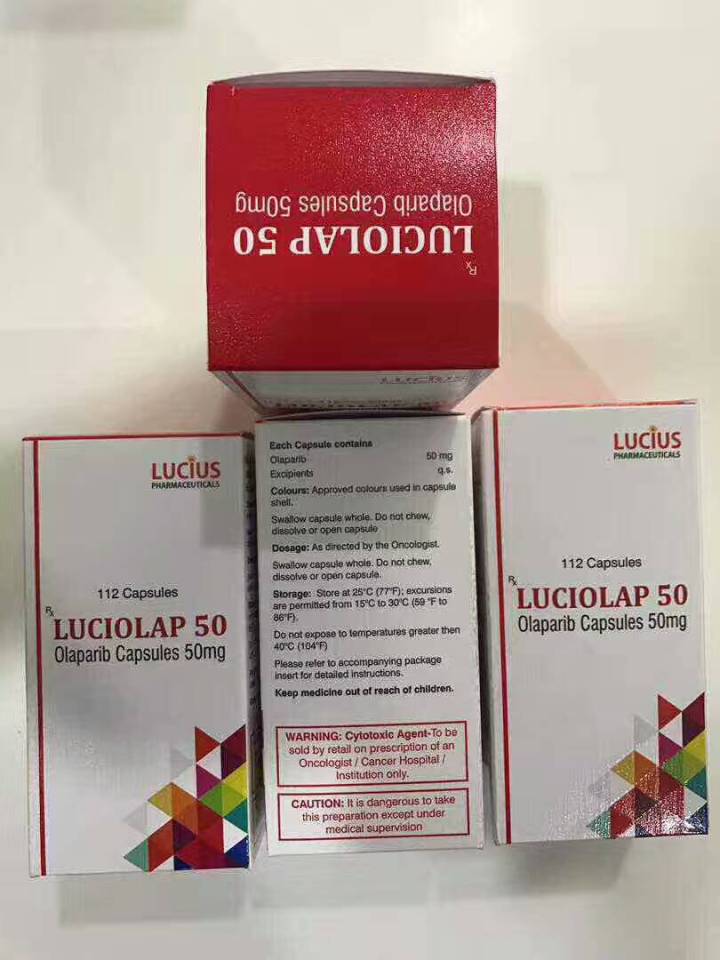 Rx
LUCIOLAP 50
Olaparib Capsules 50mg
LUCIUS
LUCIUS
PHARMACEUTICALS
112 Capsules
Rx
LUCIOLAP 50
Olaparib Capsules 50mg
Each Capsule contains
Olaparib 50 mg
Excipients q.s.
Colours: Approved colours used in capsule
shell.
Swallow capsule whole. Do not chew,
dissolve or open capsule
Dosage: As directed by the Oncologist.
Swallow capsule whole. Do not chew,
dissolve or open capsule.
Storage: Store at 25°C (77°F); excursions
are permitted from 15°C to 30°C (59 °F to
86°F).
Do not expose to temperatures greater then
40°C (104°F)
Please refer to accompanying package
insert for detailed instructions.
Keep medicine out of reach of children.
WARNING: Cytotoxic Agent-To be
sold by retail on prescription of an
Oncologist / Cancer Hospital /
Institution only.
CAUTION: It is dangerous to take
this preparation except under
medical supervision
LUCIUS
PHARMACEUTICALS
112 Capsules
Rx
LUCIOLAP 50
Olaparib Capsules 50mg